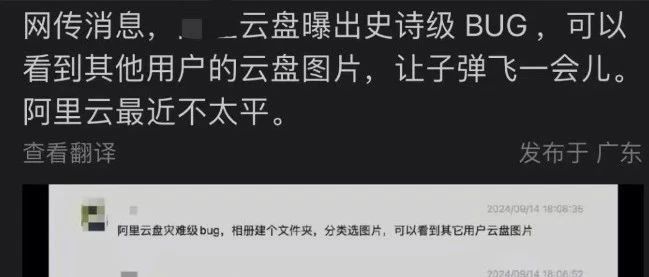 网传消息，
云盘曝出史诗级 BUG ，可以
看到其他用户的云盘图片，让子弹飞一会儿。
阿里云最近不太平。
查看翻译
发布于 广东
2024/09/14 18:06:35
阿里云盘灾难级bug，相册建个文件夹，分类选图片，可以看到其它用户云盘图片
2024/09/14 18:06:52